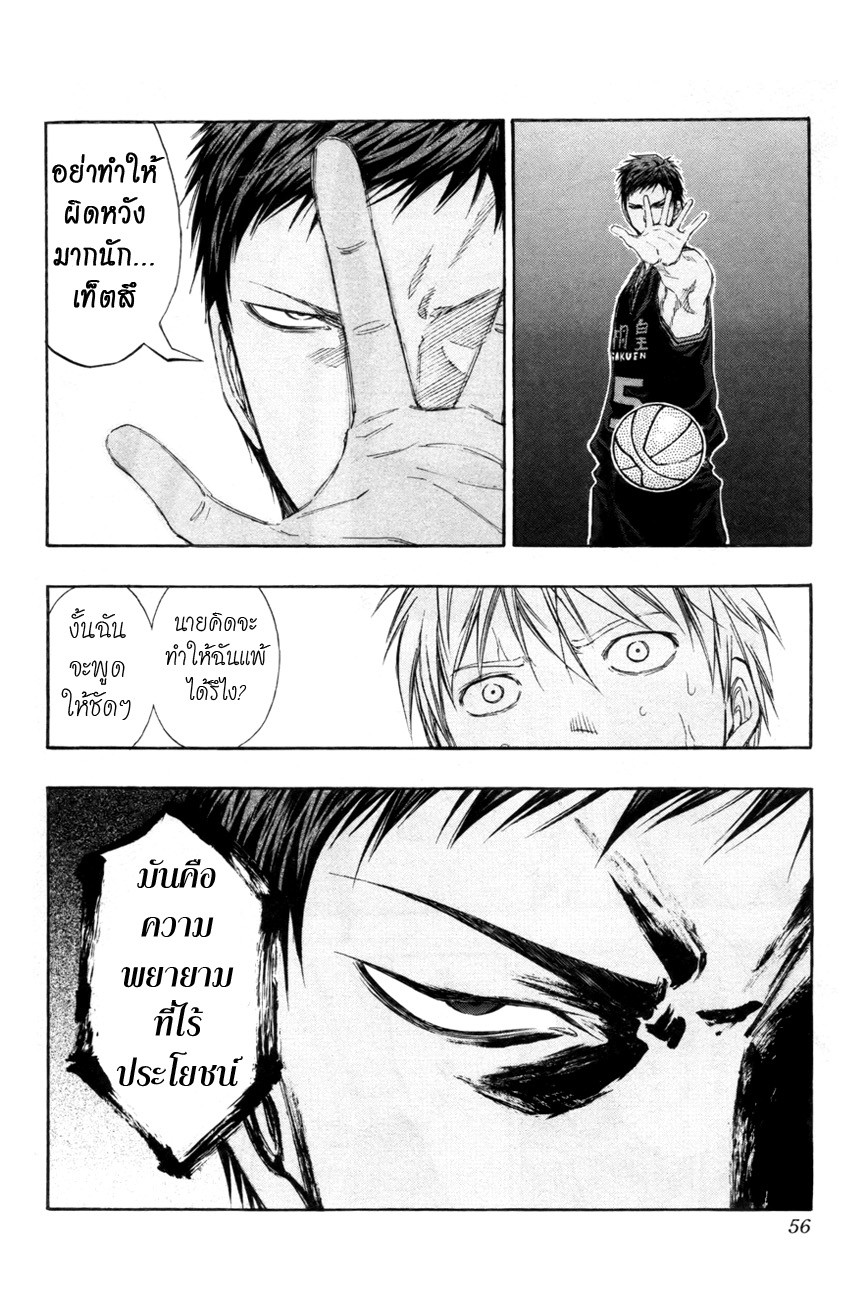 桐皇
GAKUEN
5
อย่าทำให้
ผิดหวัง
มากนัก...
เท็ตสึ
นายคิดจะ
ทำให้ฉันแพ้
ได้รึไง?
งั้นฉัน
จะพูด
ให้ชัดๆ
มันคือ
ความ
พยายาม
ที่ไร้
ประโยชน์
56